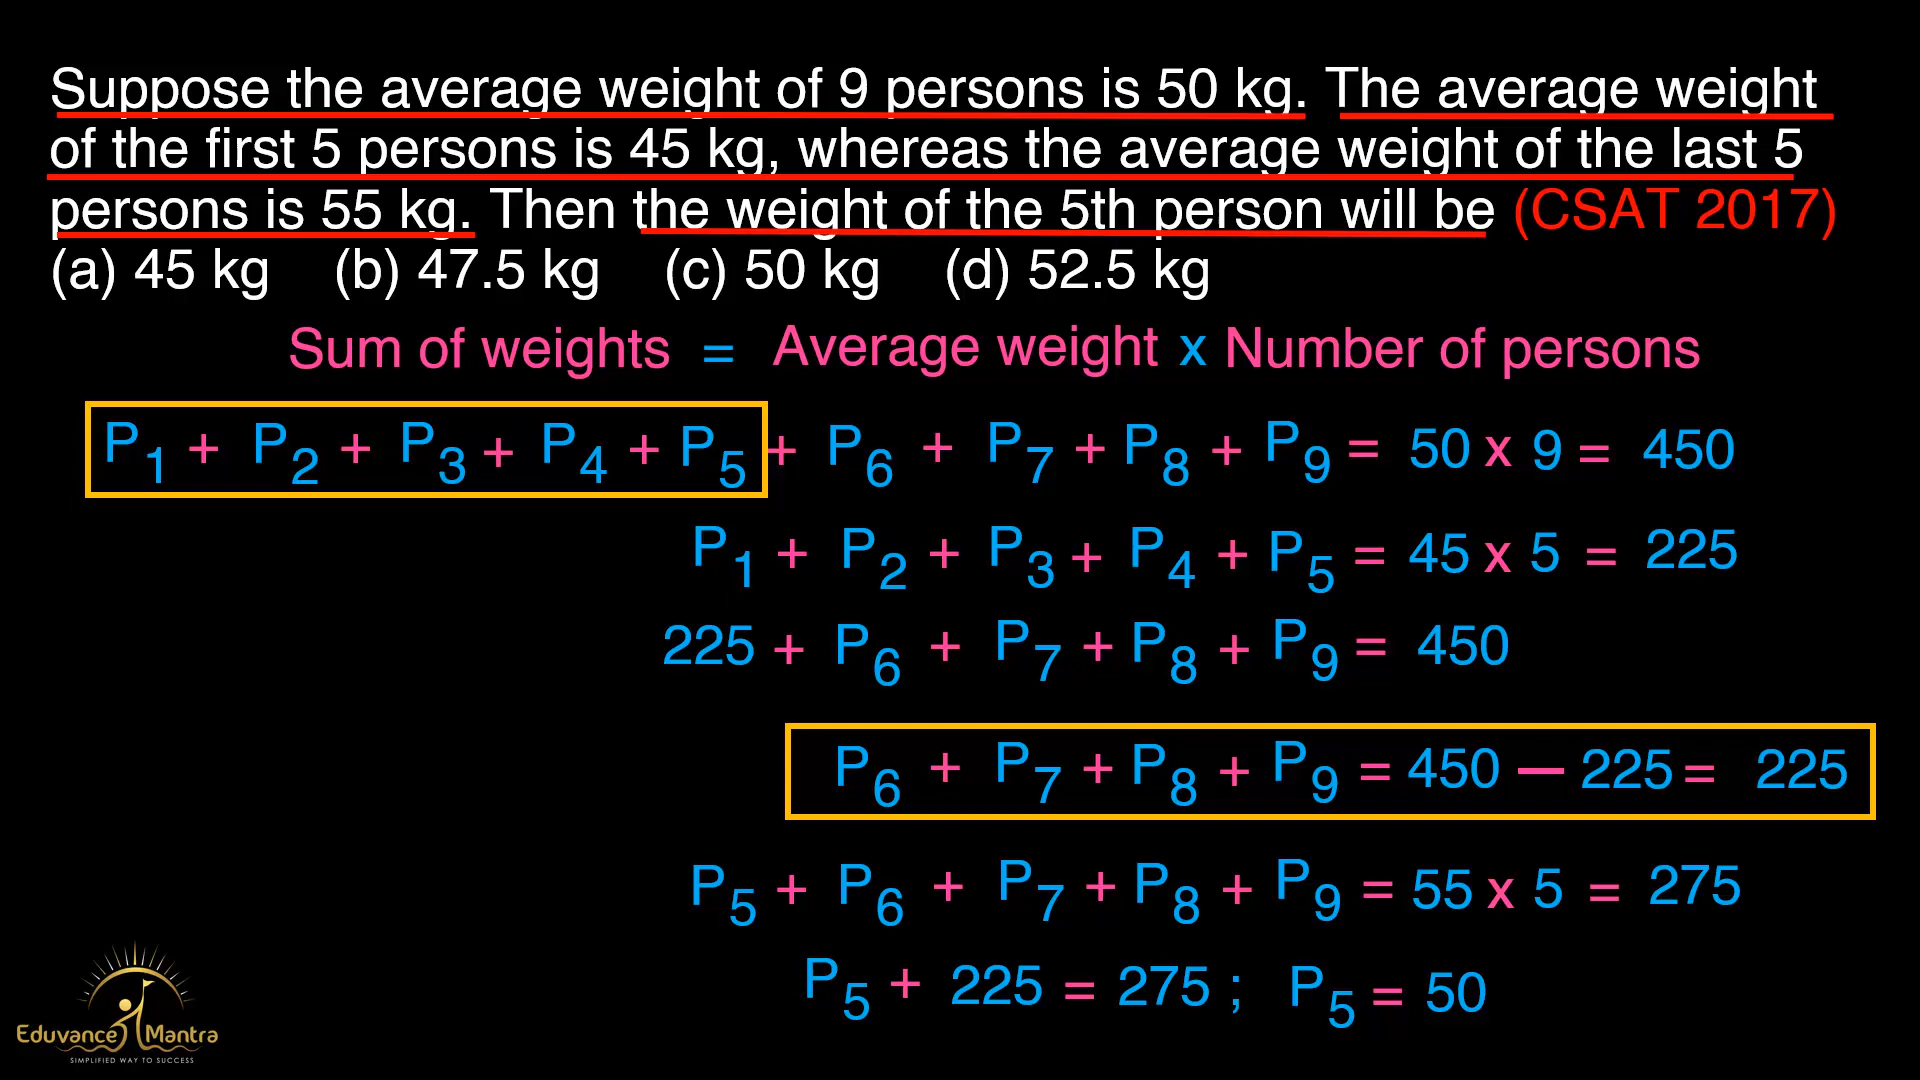 Suppose the average weight of 9 persons is 50 kg. The average weight
of the first 5 persons is 45 kg, whereas the average weight of the last 5
persons is 55 kg. Then the weight of the 5th person will be (CSAT 2017)
(a) 45 kg (b) 47.5 kg (c) 50 kg (d) 52.5 kg
Sum of weights = Average weight x Number of persons
P1 + P2 + P3 + P4 + P5 + P6 + P7 + P8 + P9 = 50 x 9 = 450
P1 + P2 + P3 + P4 + P5 = 45 x 5 = 225
225 + P6 + P7 + P8 + P9 = 450
P6 + P7 + P8 + P9 = 450 — 225 = 225
P5 + P6 + P7 + P8 + P9 = 55 x 5 = 275
P5 + 225 = 275 ; P5 = 50
Eduvance Mantra
SIMPLIFIED WAY TO SUCCESS